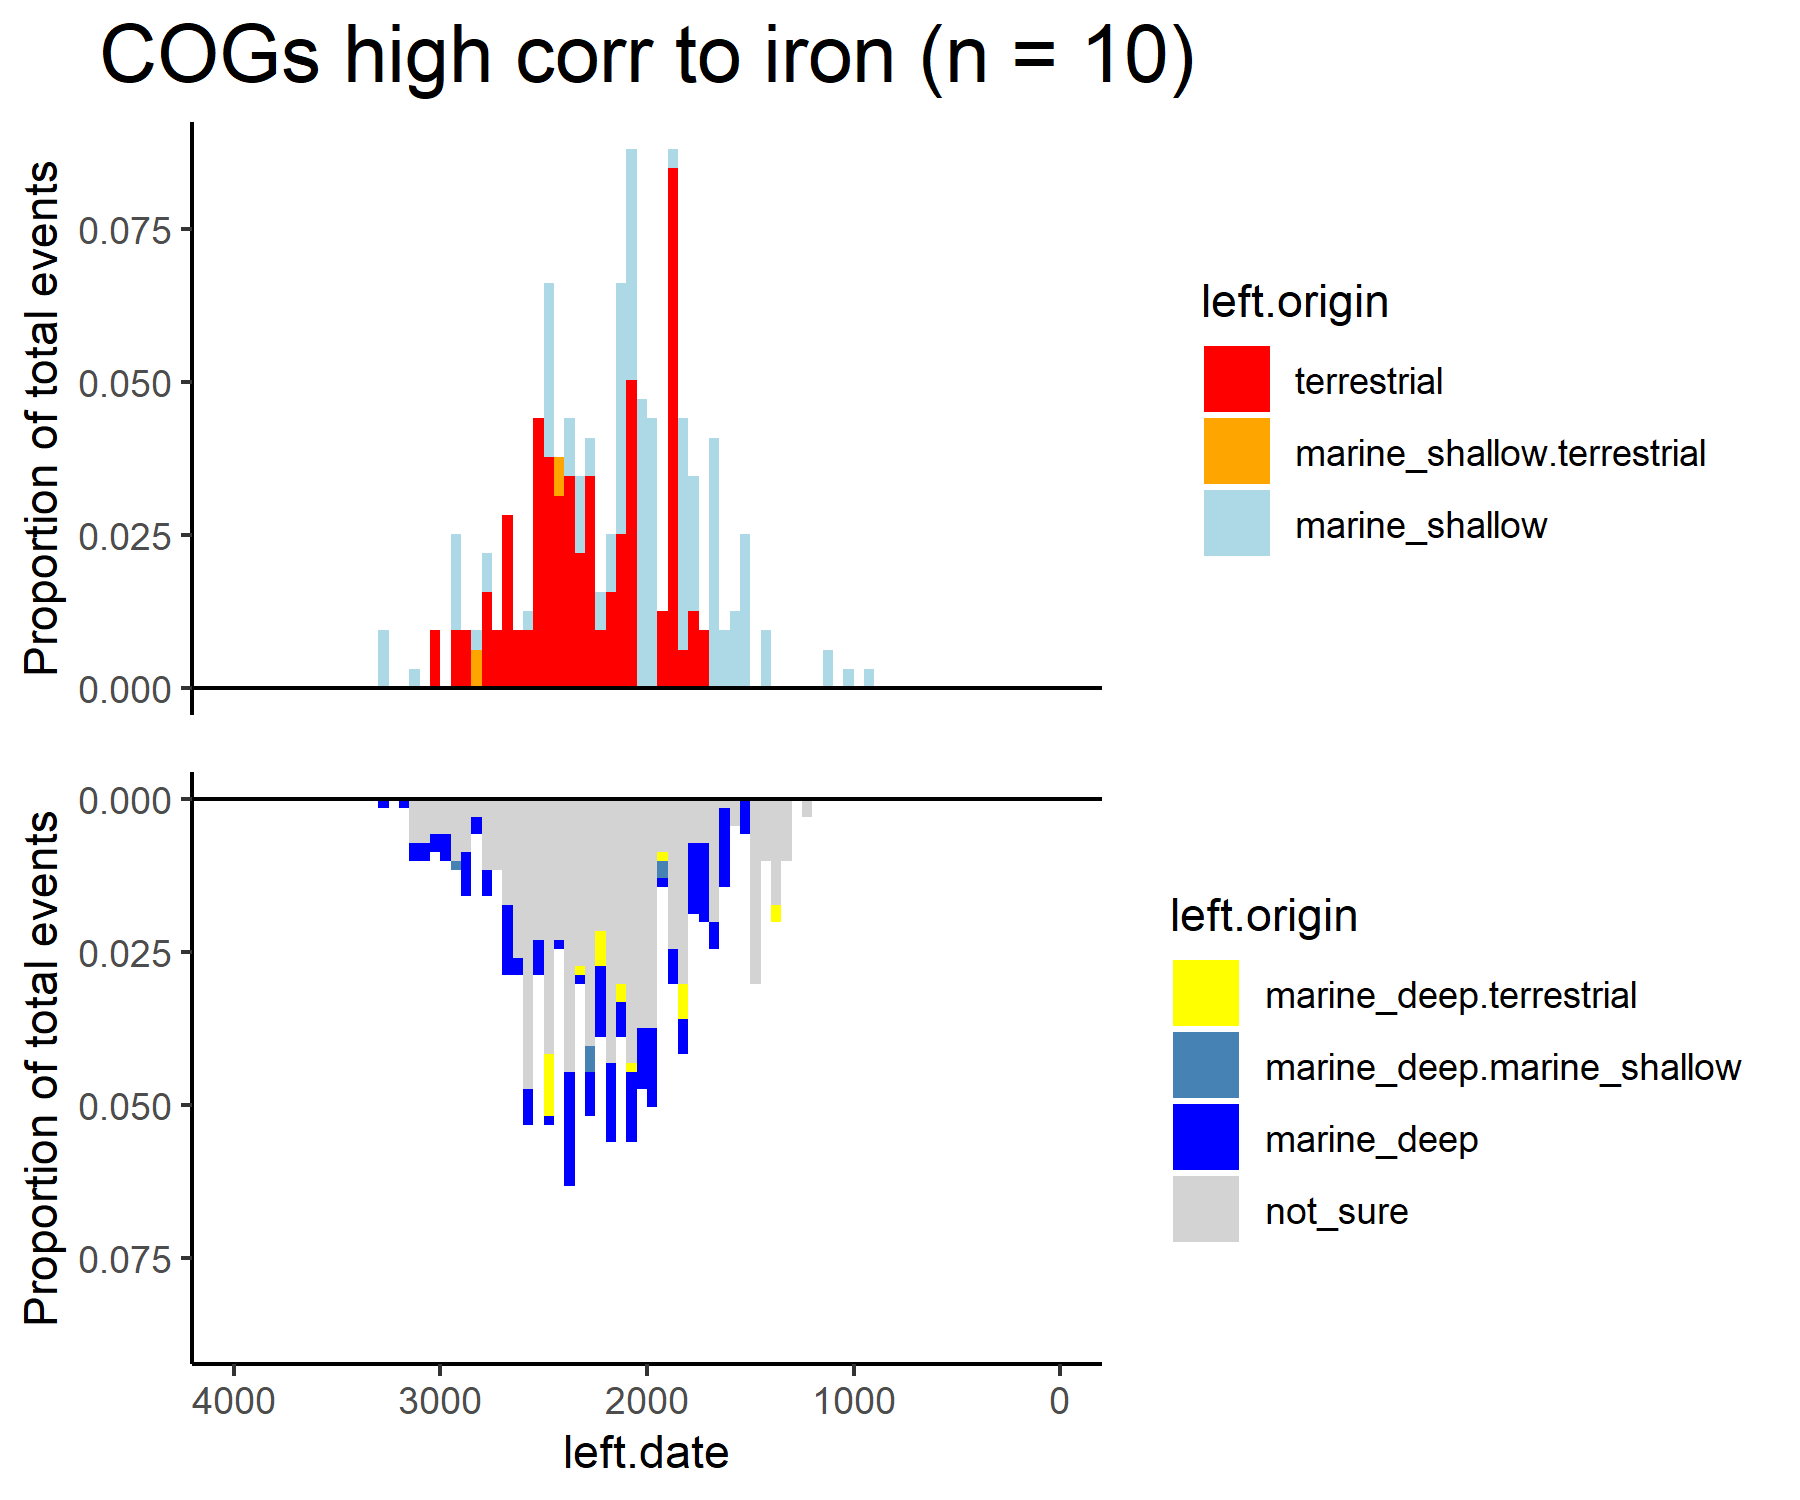 COGs high corr to iron (n = 10)
Proportion of total events
0.075
0.050
0.025
0.000
left.origin
terrestrial
marine_shallow.terrestrial
marine_shallow
Proportion of total events
0.000
0.025
0.050
0.075
left.origin
marine_deep.terrestrial
marine_deep.marine_shallow
marine_deep
not_sure
4000 3000 2000 1000 0
left.date